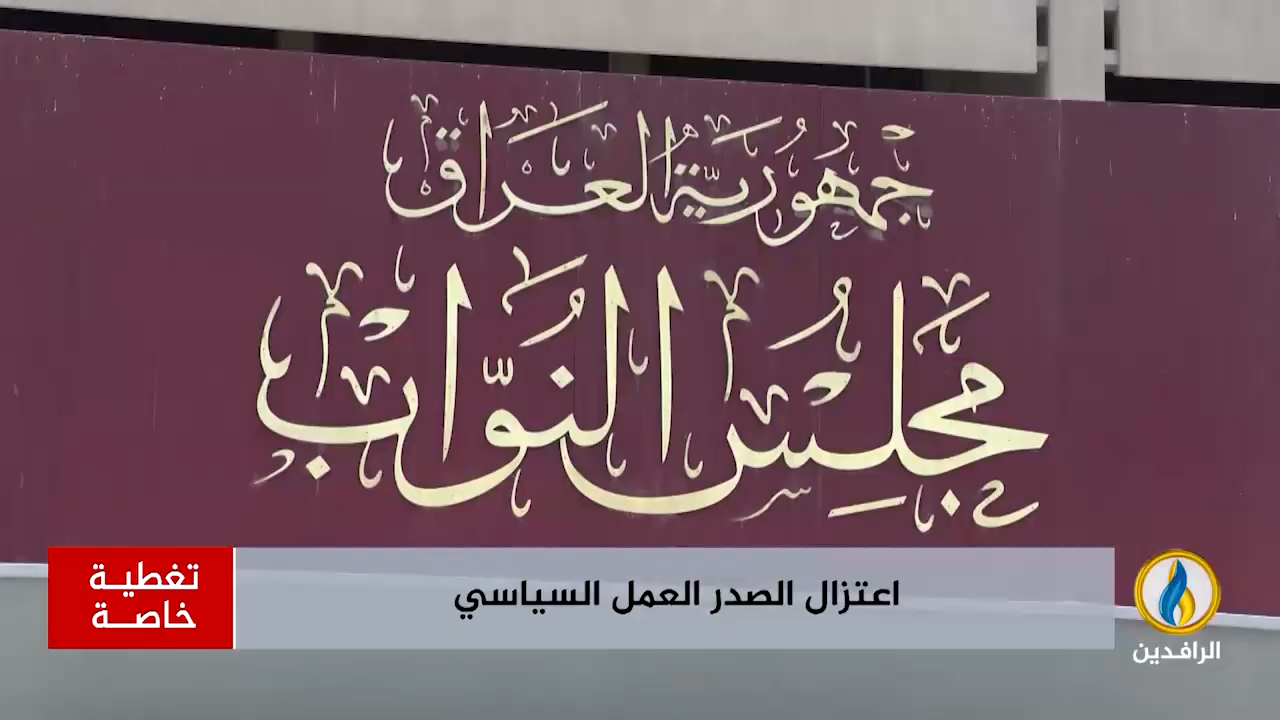 جمهورية العراق
مجلس النواب
اعتزال الصدر العمل السياسي
تغطية
خاصة
الرافدين